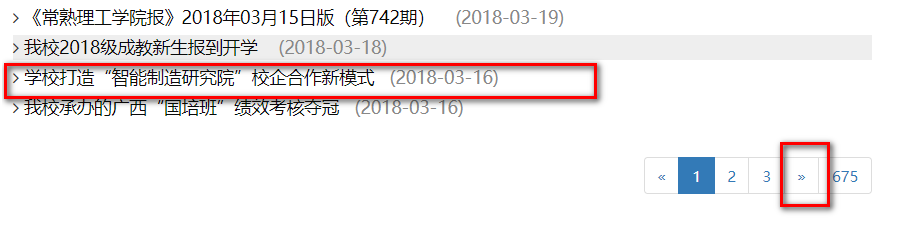 > 《常熟理工学院报》2018年03月15日版（第742期） (2018-03-19)
> 我校2018级成教新生报到开学 (2018-03-18)
> 学校打造“智能制造研究院”校企合作新模式 (2018-03-16)
> 我校承办的广西“国培班”绩效考核夺冠 (2018-03-16)
« 1 2 3 » 675